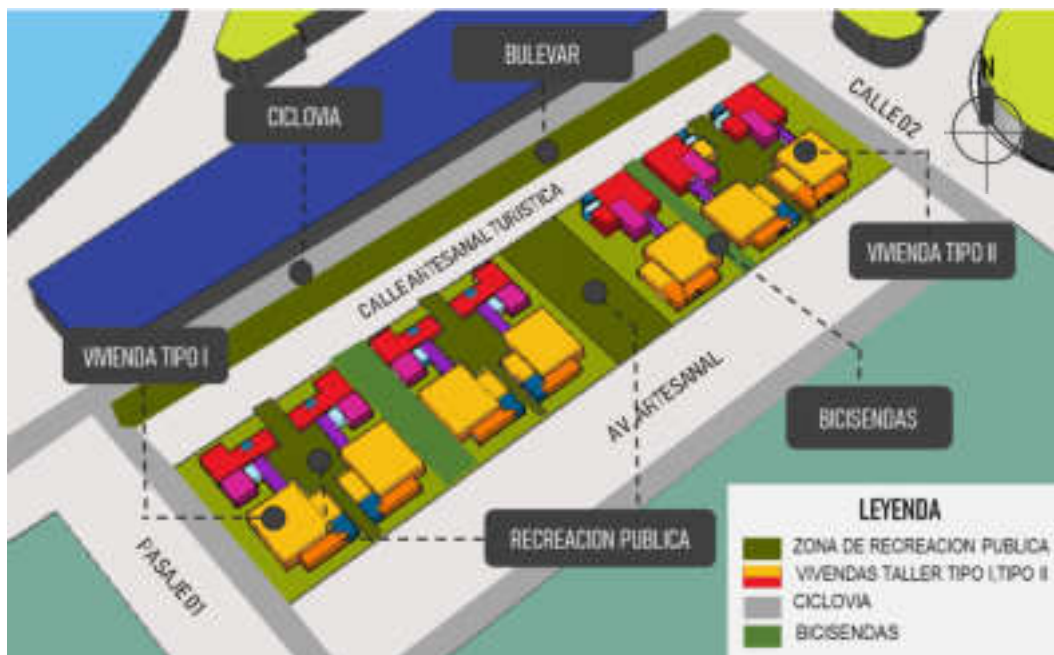 BULEVAR
CICLOVIA
N
CALLE 02
CALLE ARTESANAL TURISTICA
VIVIENDA TIPO II
VIVIENDA TIPO I
AV. ARTESANAL
BICISENDAS
RECREACION PUBLICA
PASAJE 01
LEYENDA
ZONA DE RECREACION PUBLICA
VIVENDAS TALLER TIPO I,TIPO II
CICLOVIA
BICISENDAS